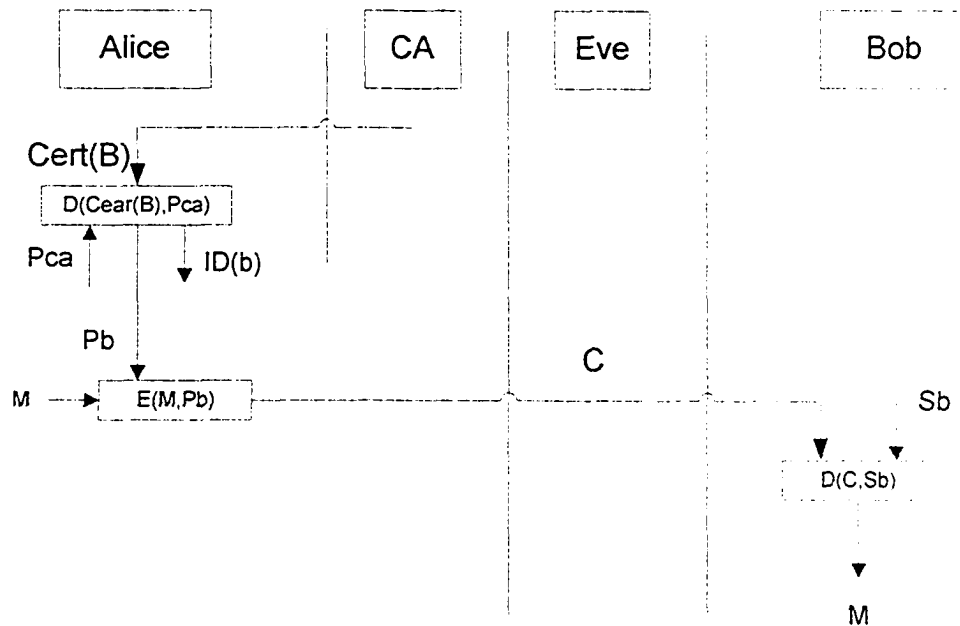 Alice
CA
Eve
Bob
Cert(B)
D(Cear(B),Pca)
Pca
ID(b)
Pb
C
M
E(M,Pb)
Sb
D(C,Sb)
M